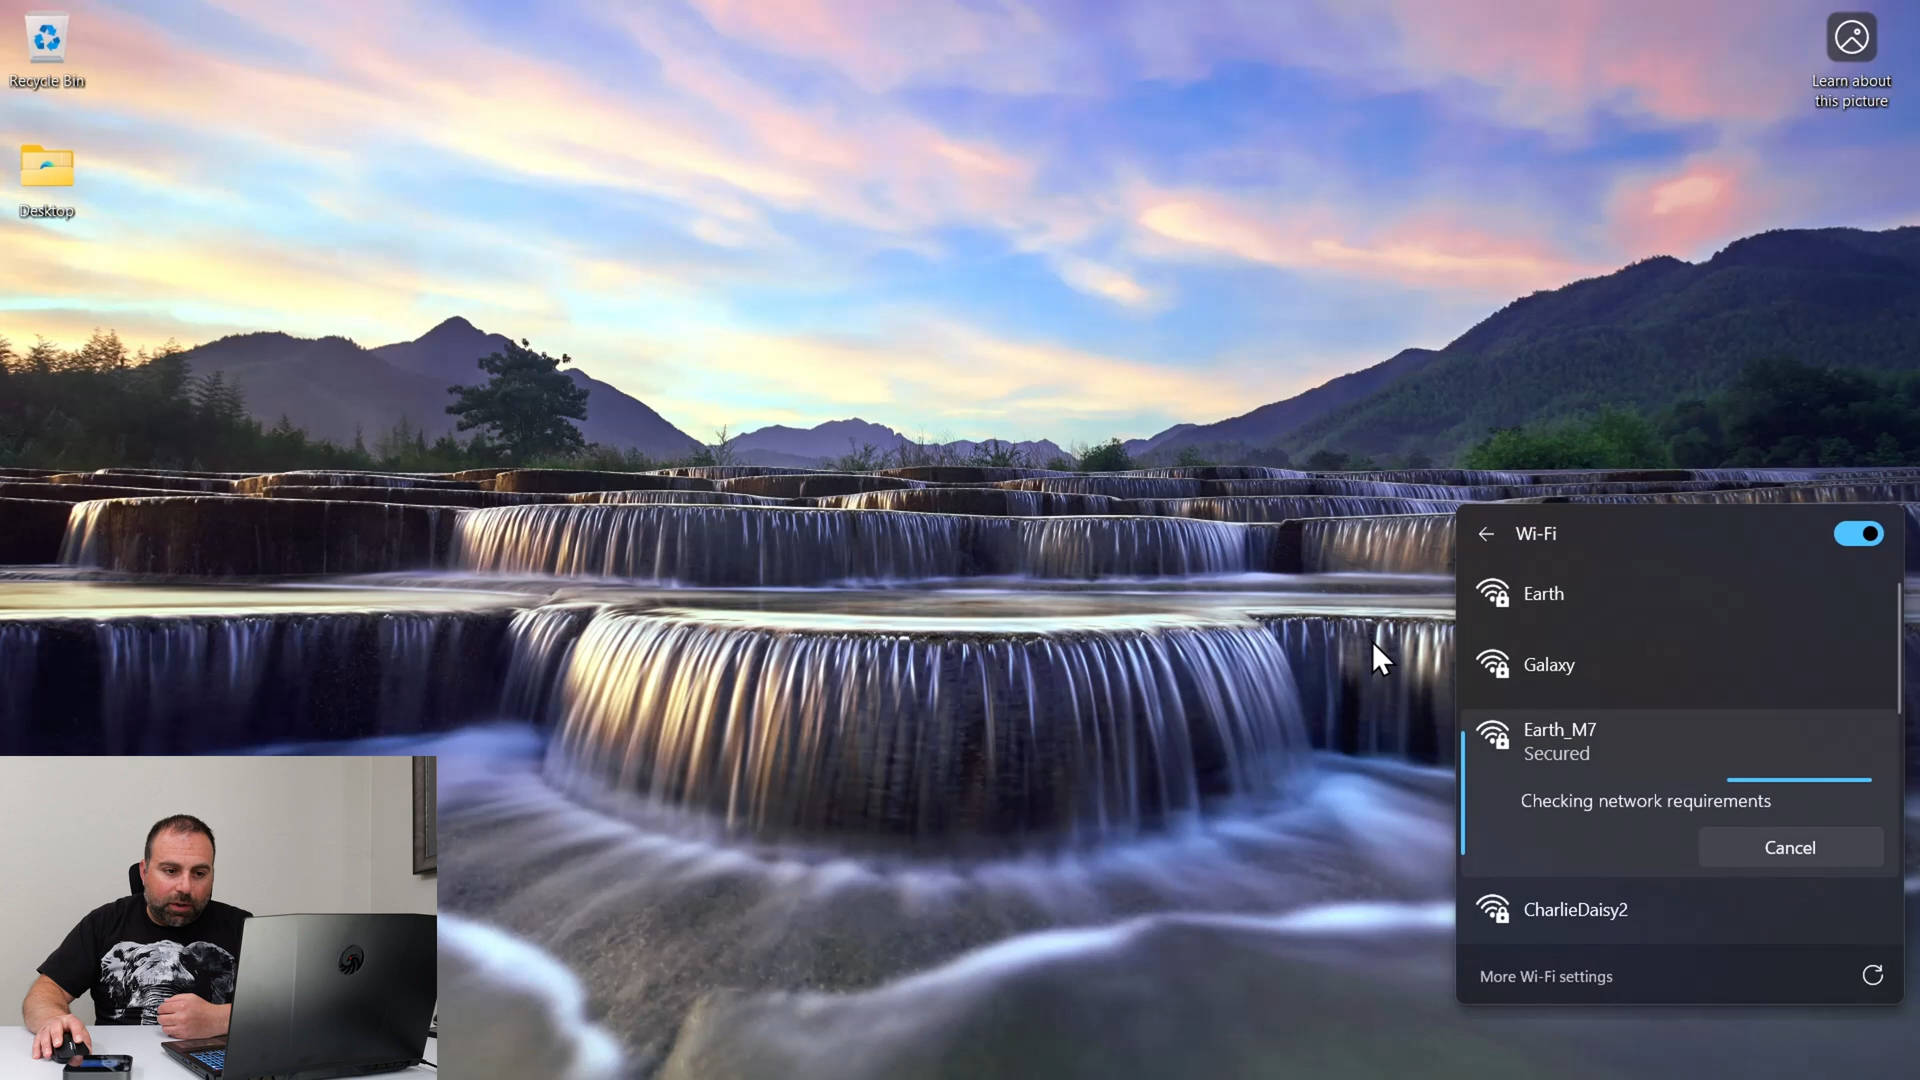 Recycle Bin
Desktop
Learn about
this picture
Wi-Fi
Earth
Galaxy
Earth_M7
Secured
Checking network requirements
Cancel
CharlieDaisy2
More Wi-Fi settings